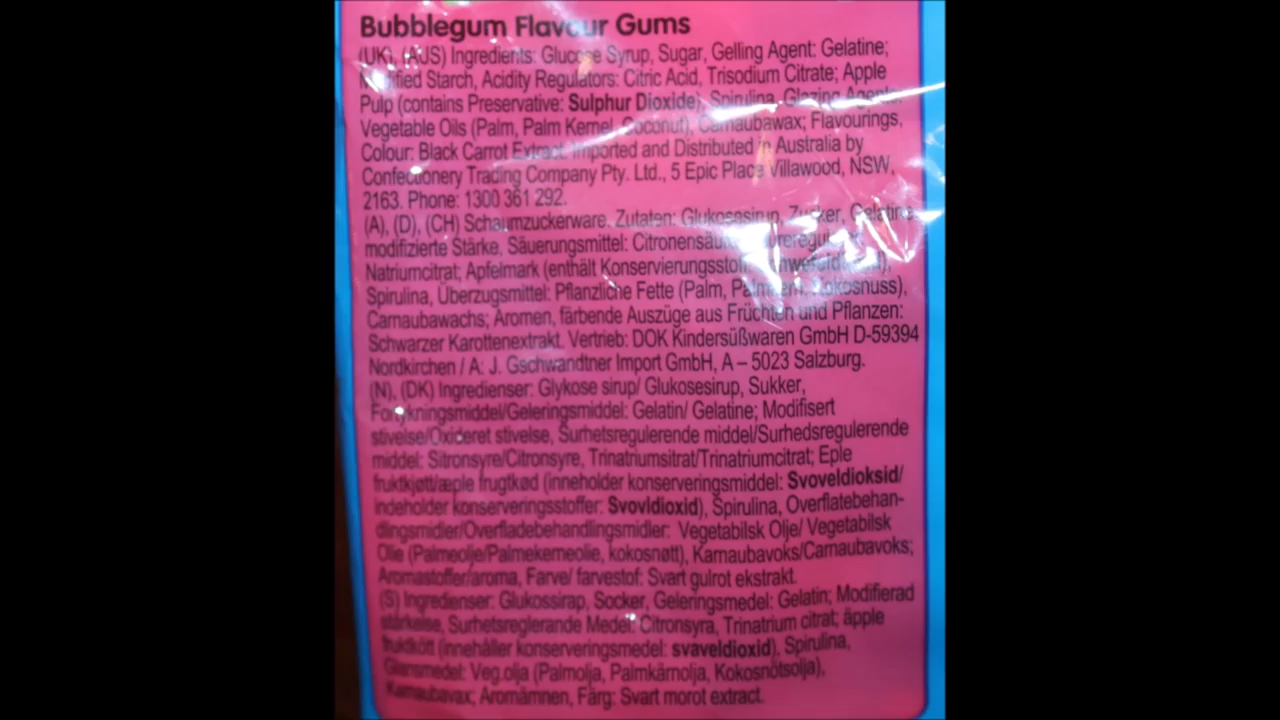 Bubblegum Flavour Gums
(UK), (AUS) Ingredients: Glucose Syrup, Sugar, Gelling Agent: Gelatine;
Modified Starch, Acidity Regulators: Citric Acid, Trisodium Citrate; Apple
Pulp (contains Preservative: Sulphur Dioxide), Spirulina, Glazing Agents:
Vegetable Oils (Palm, Palm Kernel, Coconut), Carnaubawax; Flavourings,
Colour: Black Carrot Extract. Imported and Distributed in Australia by
Confectionery Trading Company Pty. Ltd., 5 Epic Place Villawood, NSW,
2163. Phone: 1300 361 292.
(A), (D), (CH) Schaumzuckerware. Zutaten: Glukosesirup, Zucker, Gelatine,
modifizierte Stärke, Säuerungsmittel:
Natriumcitrat; Apfelmark (enthält
Spirulina, Überzugsmittel: Pflanzliche Fette (Palm, Palmkern, Kokosnuss),
Carnaubawachs; Aromen, färbende Auszüge aus Früchten und Pflanzen:
Schwarzer Karottenextrakt. Vertrieb: DOK Kindersüßwaren GmbH D-59394
Nordkirchen / A: J. Gschwandtner Import GmbH, A – 5023 Salzburg.
(N), (DK) Ingredienser: Glykose sirup/ Glukosesirup, Sukker,
Fortykningsmiddel/Geleringsmiddel: Gelatin/ Gelatine; Modifisert
stivelse/Oxideret stivelse, Surhetsregulerende middel/Surhedsregulerende
middel: Sitronsyre/Citronsyre, Trinatriumsitrat/Trinatriumcitrat; Eple
fruktkjøtt/æple frugtkød (inneholder konserveringsmiddel: Svoveldioksid/
indeholder konserveringsstoffer: Svovldioxid), Spirulina, Overflatebehan-
dlingsmidler/Overfladebehandlingsmidler: Vegetabilsk Olje/ Vegetabilsk
Olie (Palmeolje/Palmekerneolie, kokosnøtt), Karnaubavoks/Carnaubavoks;
Aromastoffer/aroma, Farve/ farvestof: Svart gulrot ekstrakt.
(S) Ingredienser: Glukossirap, Socker, Geleringsmedel: Gelatin; Modifierad
stärkelse, Surhetsreglerande Medel: Citronsyra, Trinatrium citrat; äpple
fruktkött (innehåller konserveringsmedel: svaveldioxid), Spirulina,
Glansmedel: Veg.olja (Palmolja, Palmkärnolja, Kokosnötsolja),
Karnaubavax; Aromämnen, Färg: Svart morot extract.